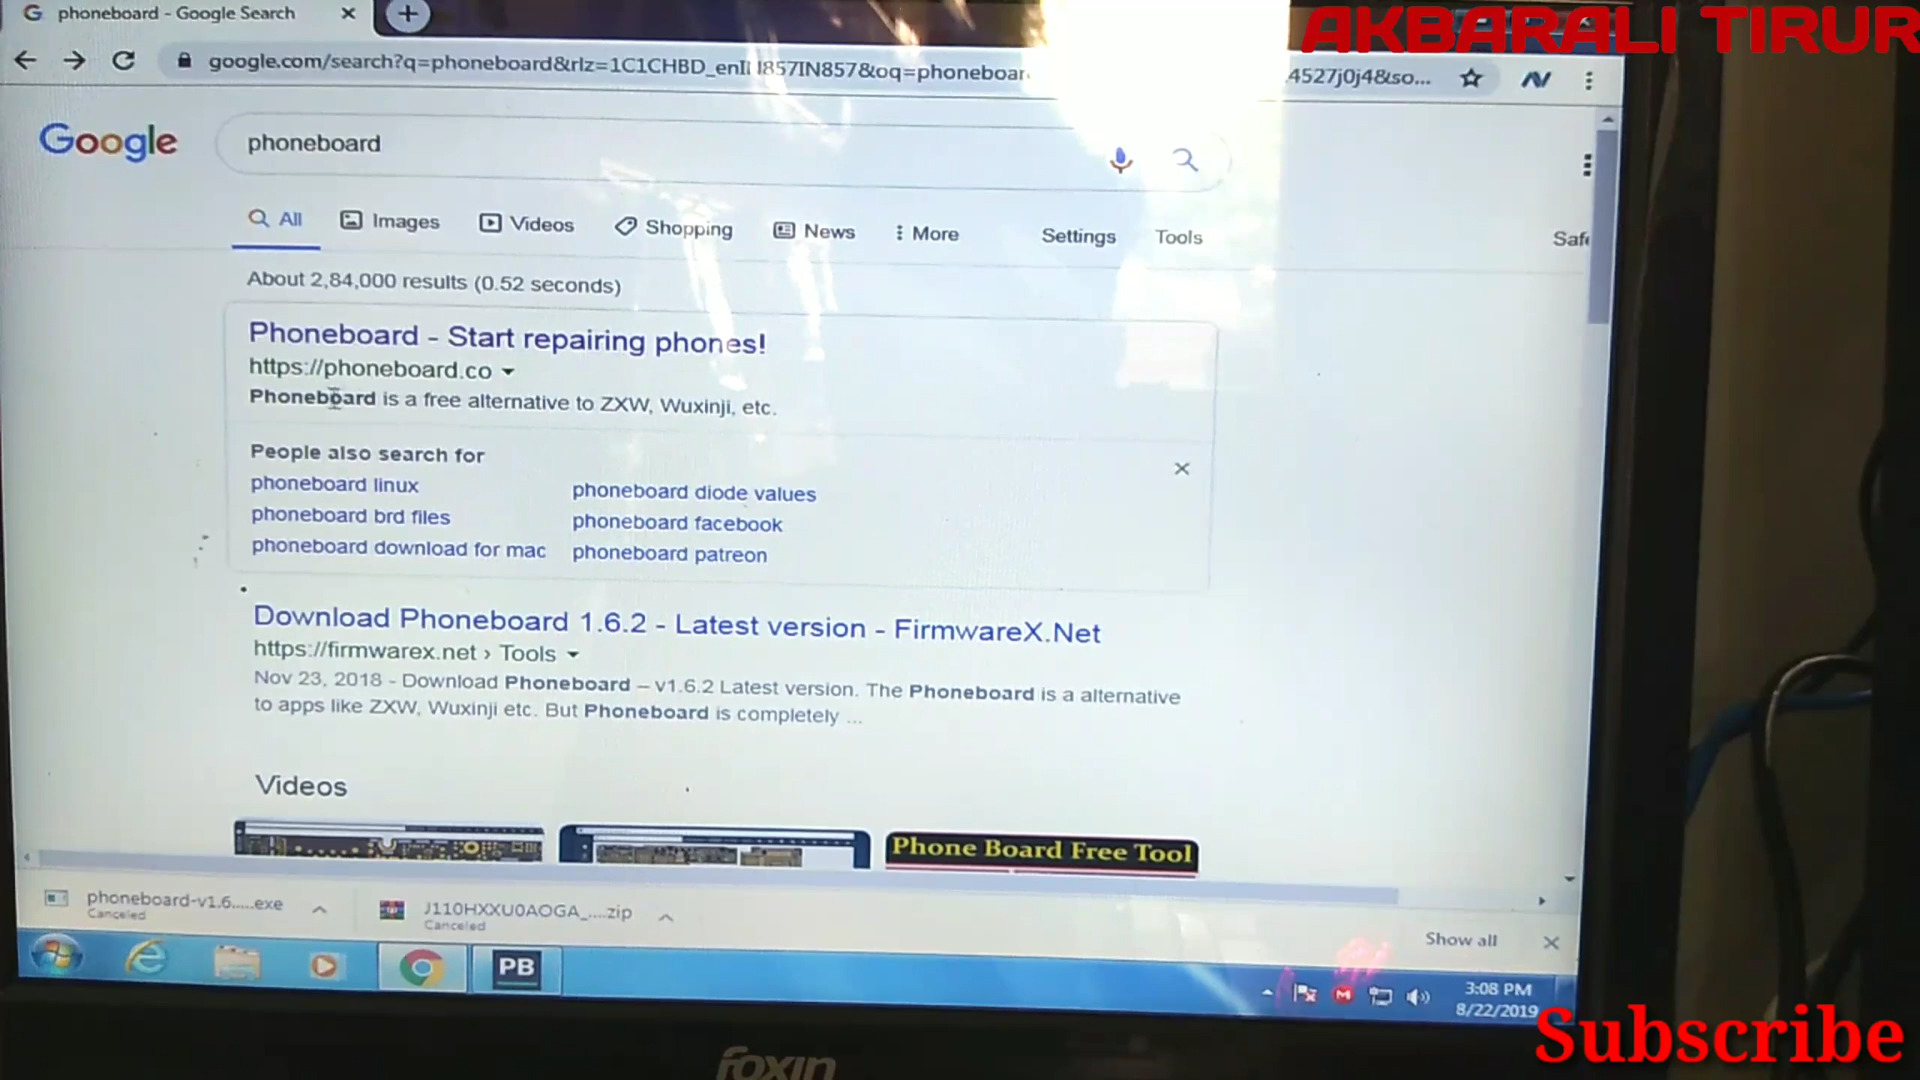 phoneboard - Google Search
AKBARALI TIRUR
google.com/search?q=phoneboard&rlz=1C1CHBD_enI 857IN857&oq=phoneboar 4527j0j4&so...
Google
phoneboard
All Images Videos Shopping News More Settings Tools Safe
About 2,84,000 results (0.52 seconds)
Phoneboard - Start repairing phones!
https://phoneboard.co
Phoneboard is a free alternative to ZXW, Wuxinji, etc.
People also search for
phoneboard linux
phoneboard diode values
phoneboard brd files
phoneboard facebook
phoneboard download for mac
phoneboard patreon
Download Phoneboard 1.6.2 - Latest version - FirmwareX.Net
https://firmwarex.net › Tools
Nov 23, 2018 - Download Phoneboard – v1.6.2 Latest version. The Phoneboard is a alternative
to apps like ZXW, Wuxinji etc. But Phoneboard is completely ...
Videos
Phone Board Free Tool
phoneboard-v1.6.....exe
Canceled
J110HXXU0AOGA_....zip
Canceled
Show all
PB
3:08 PM
8/22/2019
Subscribe
foxin